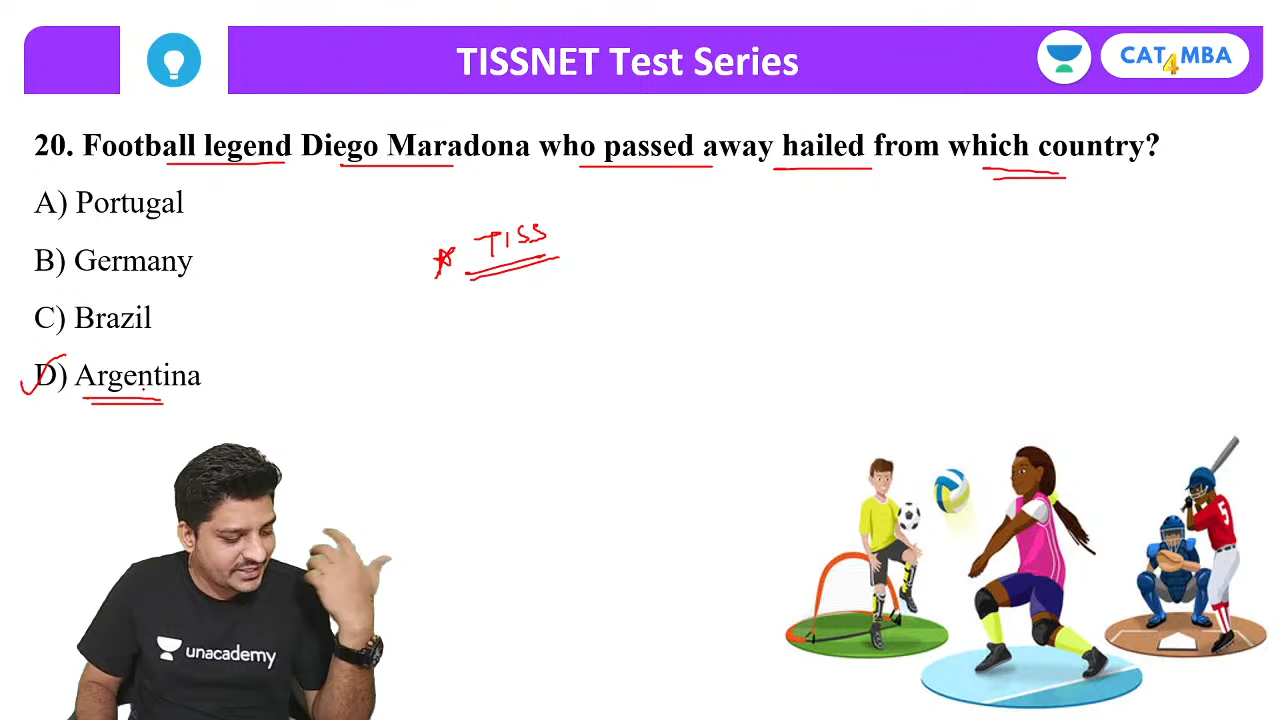 TISSNET Test Series
CAT4MBA
20. Football legend Diego Maradona who passed away hailed from which country?
A) Portugal
TISS
B) Germany
C) Brazil
D) Argentina
unacademy
5